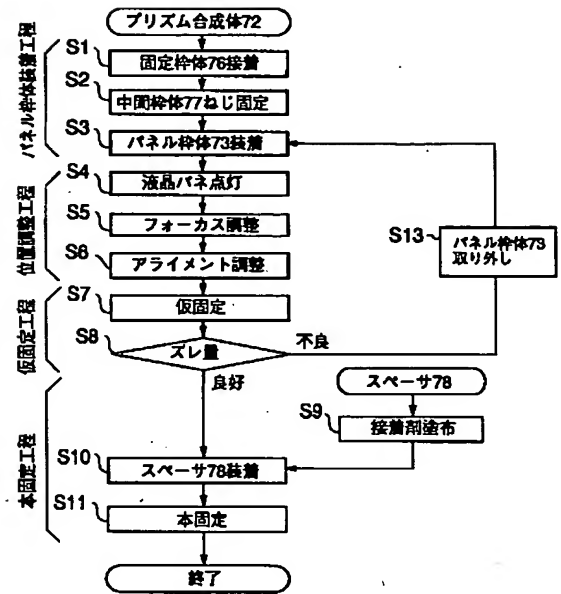 プリズム合成体72
パネル枠体装着工程
S1
固定枠体76接着
S2
中間枠体77ねじ固定
S3
パネル枠体73装着
位置調整工程
S4
液晶パネ点灯
S5
フォーカス調整
S6
アライメント調整
S13
パネル枠体73
取り外し
仮固定工程
S7
仮固定
S8
ズレ量
不良
良好
スペーサ78
S9
接着剤塗布
本固定工程
S10
スペーサ78装着
S11
本固定
終了